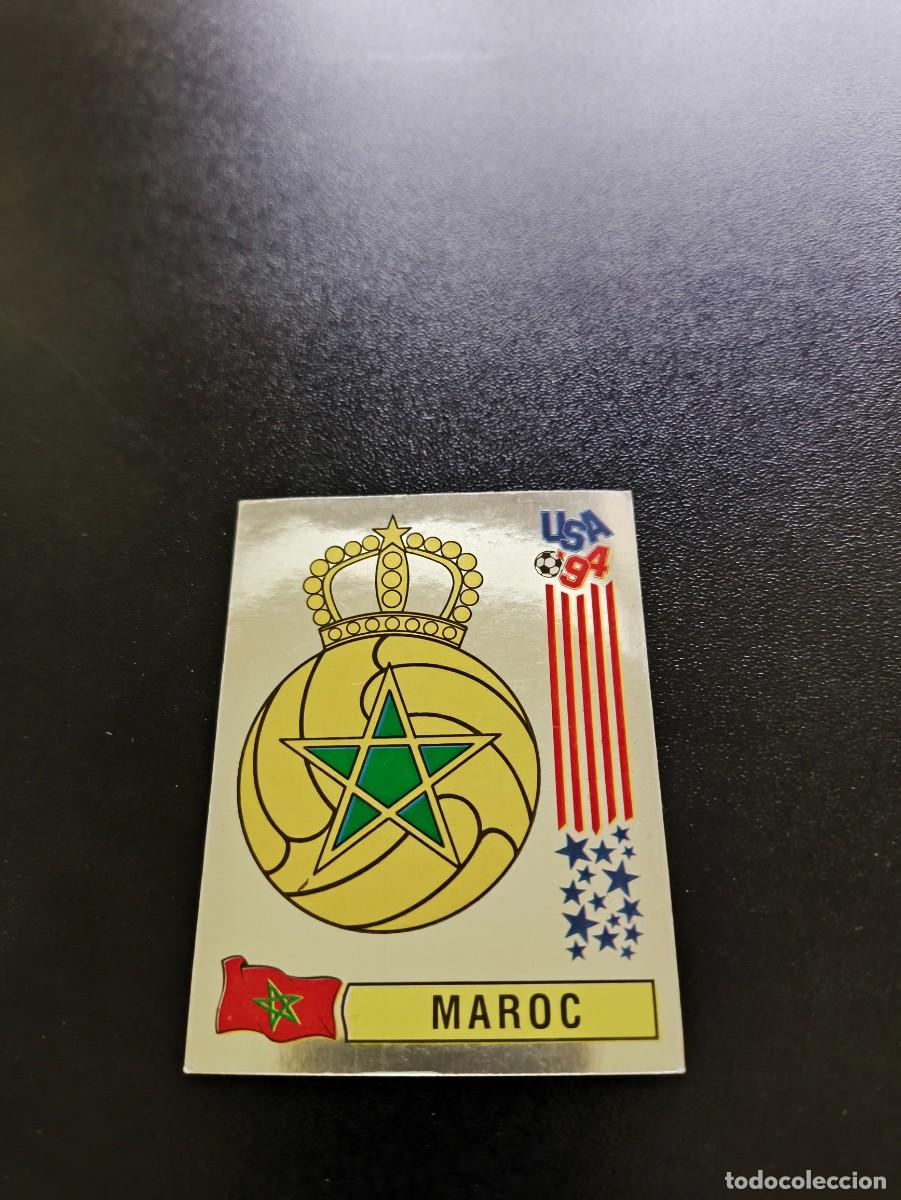 USA
'94
MAROC
todocoleccion